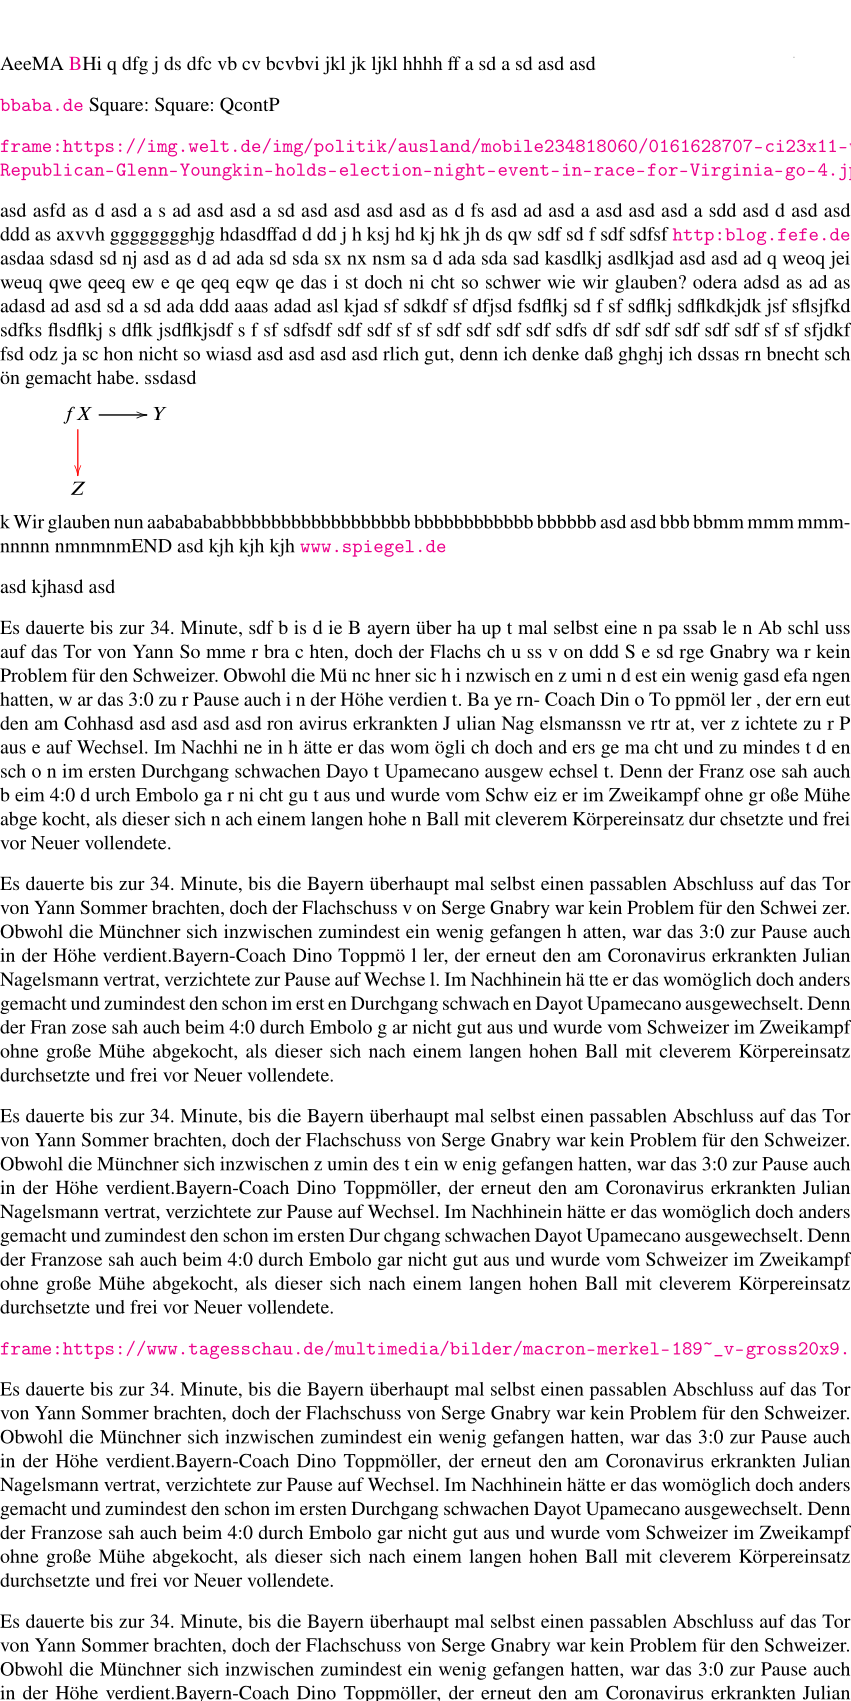 AeeMA BHi q dfg j ds dfc vb cv bcvbvi jkl jk ljkl hhhh ff a sd a sd asd asd
bbaba.de Square: Square: QcontP
frame:https://img.welt.de/img/politik/ausland/mobile234818060/0161628707-ci23x11-
Republican-Glenn-Youngkin-holds-election-night-event-in-race-for-Virginia-go-4.jp
asd asfd as d asd a s ad asd asd a sd asd asd asd asd as d fs asd ad asd a asd asd asd a sdd asd d asd asd
ddd as axvvh ggggggggghjg hdasdffad d dd j h ksj hd kj hk jh ds qw sdf sd f sdf sdfsf http:blog.fefe.de
asdaa sdasd sd nj asd as d ad ada sd sda sx nx nsm sa d ada sda sad kasdlkj asdlkjad asd asd ad q weoq jei
weuq qwe qeeq ew e qe qeq eqw qe das i st doch ni cht so schwer wie wir glauben? odera adsd as ad as
adasd ad asd sd a sd ada ddd aaas adad asl kjad sf sdkdf sf dfjsd fsdflkj sd f sf sdflkj sdflkdkjdk jsf sflsjfkd
sdfks flsdflkj s dflk jsdflkjsdf s f sf sdfsdf sdf sdf sf sf sdf sdf sdf sdf sdfs df sdf sdf sdf sdf sdf sf sf sfjdkf
fsd odz ja sc hon nicht so wiasd asd asd asd asd rlich gut, denn ich denke daß ghghj ich dssas rn bnecht sch
ön gemacht habe. ssdasd
f X Y
Z
k Wir glauben nun aababababbbbbbbbbbbbbbbbbbb bbbbbbbbbbbb bbbbbb asd asd bbb bbmm mmm mmm-
nnnnn nmnmnmEND asd kjh kjh kjh www.spiegel.de
asd kjhasd asd
Es dauerte bis zur 34. Minute, sdf b is d ie B ayern über ha up t mal selbst eine n pa ssab le n Ab schl uss
auf das Tor von Yann So mme r bra c hten, doch der Flachs ch u ss v on ddd S e sd rge Gnabry wa r kein
Problem für den Schweizer. Obwohl die Mü nc hner sic h i nzwisch en z umi n d est ein wenig gasd efa ngen
hatten, w ar das 3:0 zu r Pause auch i n der Höhe verdien t. Ba ye rn- Coach Din o To ppmöl ler , der ern eut
den am Cohhasd asd asd asd asd ron avirus erkrankten J ulian Nag elsmanssn ve rtr at, ver z ichtete zu r P
aus e auf Wechsel. Im Nachhi ne in h ätte er das wom ögli ch doch and ers ge ma cht und zu mindes t d en
sch o n im ersten Durchgang schwachen Dayo t Upamecano ausgew echsel t. Denn der Franz ose sah auch
b eim 4:0 d urch Embolo ga r ni cht gu t aus und wurde vom Schw eiz er im Zweikampf ohne gr oße Mühe
abge kocht, als dieser sich n ach einem langen hohe n Ball mit cleverem Körpereinsatz dur chsetzte und frei
vor Neuer vollendete.
Es dauerte bis zur 34. Minute, bis die Bayern überhaupt mal selbst einen passablen Abschluss auf das Tor
von Yann Sommer brachten, doch der Flachschuss v on Serge Gnabry war kein Problem für den Schwei zer.
Obwohl die Münchner sich inzwischen zumindest ein wenig gefangen h atten, war das 3:0 zur Pause auch
in der Höhe verdient.Bayern-Coach Dino Toppmö l ler, der erneut den am Coronavirus erkrankten Julian
Nagelsmann vertrat, verzichtete zur Pause auf Wechse l. Im Nachhinein hä tte er das womöglich doch anders
gemacht und zumindest den schon im erst en Durchgang schwach en Dayot Upamecano ausgewechselt. Denn
der Fran zose sah auch beim 4:0 durch Embolo g ar nicht gut aus und wurde vom Schweizer im Zweikampf
ohne große Mühe abgekocht, als dieser sich nach einem langen hohen Ball mit cleverem Körpereinsatz
durchsetzte und frei vor Neuer vollendete.
Es dauerte bis zur 34. Minute, bis die Bayern überhaupt mal selbst einen passablen Abschluss auf das Tor
von Yann Sommer brachten, doch der Flachschuss von Serge Gnabry war kein Problem für den Schweizer.
Obwohl die Münchner sich inzwischen z umin des t ein w enig gefangen hatten, war das 3:0 zur Pause auch
in der Höhe verdient.Bayern-Coach Dino Toppmöller, der erneut den am Coronavirus erkrankten Julian
Nagelsmann vertrat, verzichtete zur Pause auf Wechsel. Im Nachhinein hätte er das womöglich doch anders
gemacht und zumindest den schon im ersten Dur chgang schwachen Dayot Upamecano ausgewechselt. Denn
der Franzose sah auch beim 4:0 durch Embolo gar nicht gut aus und wurde vom Schweizer im Zweikampf
ohne große Mühe abgekocht, als dieser sich nach einem langen hohen Ball mit cleverem Körpereinsatz
durchsetzte und frei vor Neuer vollendete.
frame:https://www.tagesschau.de/multimedia/bilder/macron-merkel-189~_v-gross20x9.
Es dauerte bis zur 34. Minute, bis die Bayern überhaupt mal selbst einen passablen Abschluss auf das Tor
von Yann Sommer brachten, doch der Flachschuss von Serge Gnabry war kein Problem für den Schweizer.
Obwohl die Münchner sich inzwischen zumindest ein wenig gefangen hatten, war das 3:0 zur Pause auch
in der Höhe verdient.Bayern-Coach Dino Toppmöller, der erneut den am Coronavirus erkrankten Julian
Nagelsmann vertrat, verzichtete zur Pause auf Wechsel. Im Nachhinein hätte er das womöglich doch anders
gemacht und zumindest den schon im ersten Durchgang schwachen Dayot Upamecano ausgewechselt. Denn
der Franzose sah auch beim 4:0 durch Embolo gar nicht gut aus und wurde vom Schweizer im Zweikampf
ohne große Mühe abgekocht, als dieser sich nach einem langen hohen Ball mit cleverem Körpereinsatz
durchsetzte und frei vor Neuer vollendete.
Es dauerte bis zur 34. Minute, bis die Bayern überhaupt mal selbst einen passablen Abschluss auf das Tor
von Yann Sommer brachten, doch der Flachschuss von Serge Gnabry war kein Problem für den Schweizer.
Obwohl die Münchner sich inzwischen zumindest ein wenig gefangen hatten, war das 3:0 zur Pause auch
in der Höhe verdient.Bayern-Coach Dino Toppmöller, der erneut den am Coronavirus erkrankten Julian